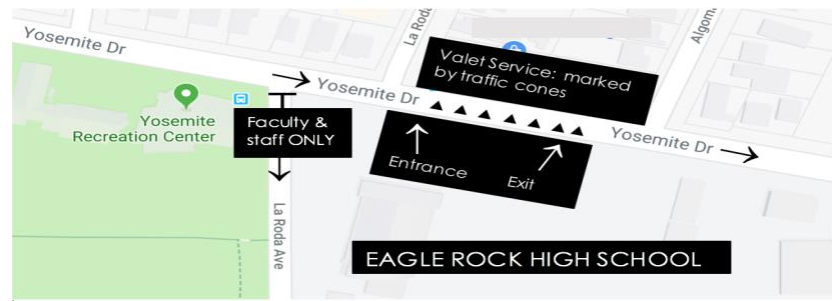 Yosemite Dr
La Roda
Algoma
Valet Service: marked
by traffic cones
Yosemite Dr
Yosemite
Recreation Center
Faculty &
staff ONLY
Yosemite Dr
Entrance
Exit
La Roda Ave
EAGLE ROCK HIGH SCHOOL